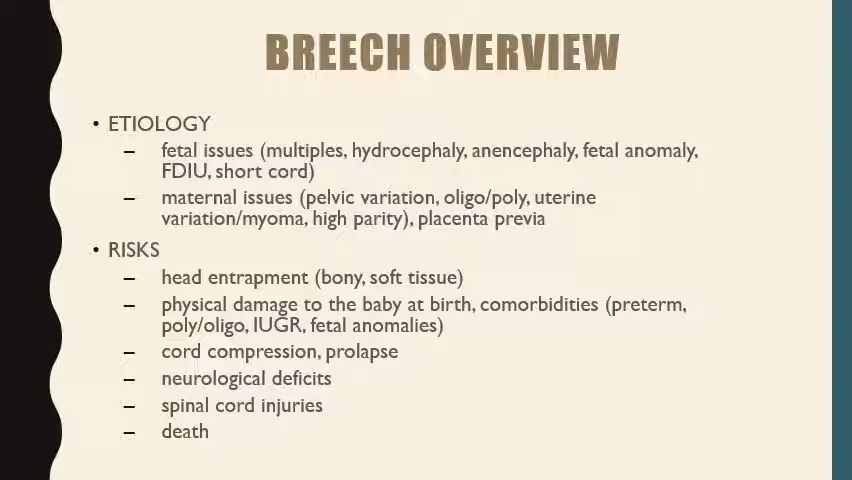 BREECH OVERVIEW
• ETIOLOGY
– fetal issues (multiples, hydrocephaly, anencephaly, fetal anomaly,
FDIU, short cord)
– maternal issues (pelvic variation, oligo/poly, uterine
variation/myoma, high parity), placenta previa
• RISKS
– head entrapment (bony, soft tissue)
– physical damage to the baby at birth, comorbidities (preterm,
poly/oligo, IUGR, fetal anomalies)
– cord compression, prolapse
– neurological deficits
– spinal cord injuries
– death